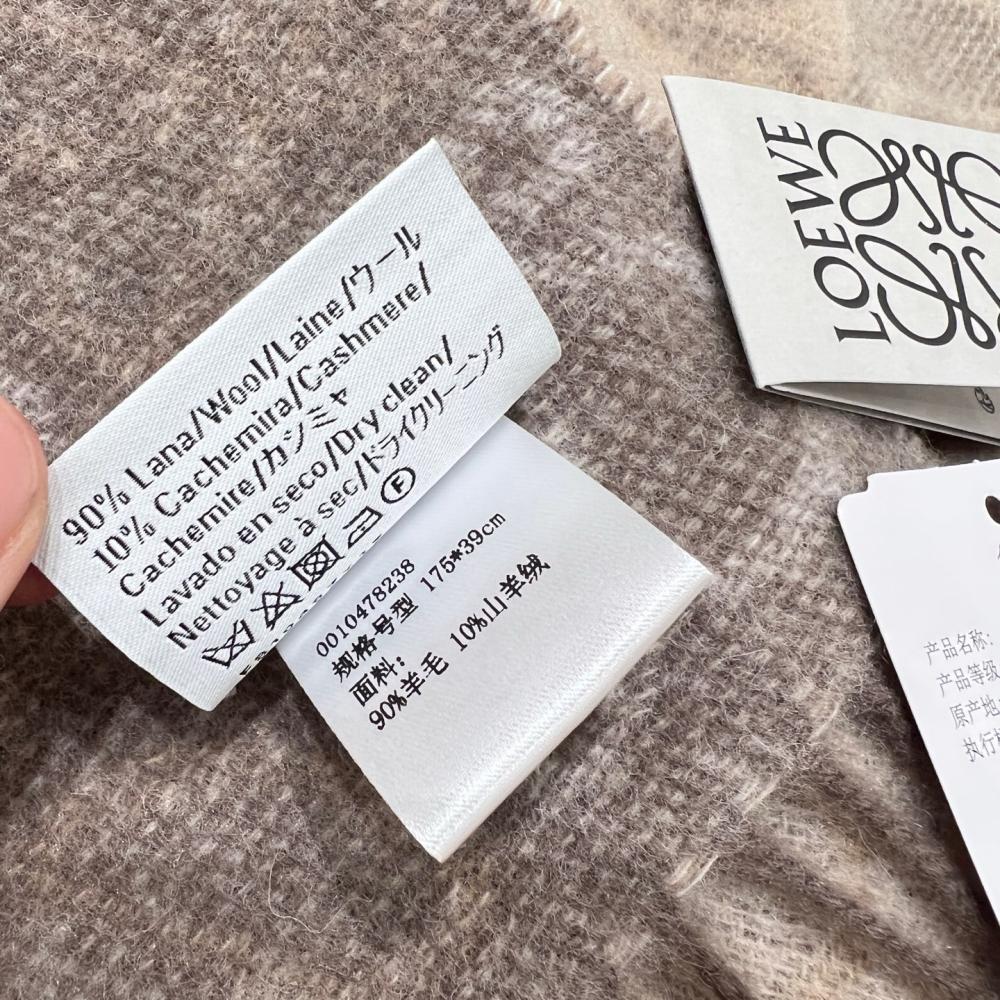 90% Lana/Wool/Laine/ウール
10% Cachemira/Cashmere/
Cachemire/カシミヤ
Lavado en seco/Dry clean/
Nettoyage à sec/ドライクリーニング
F
0010478238
规格号型 175*39cm
面料：
90%羊毛 10%山羊绒
LOEWE
产品名称：
产品等级
原产地
执行